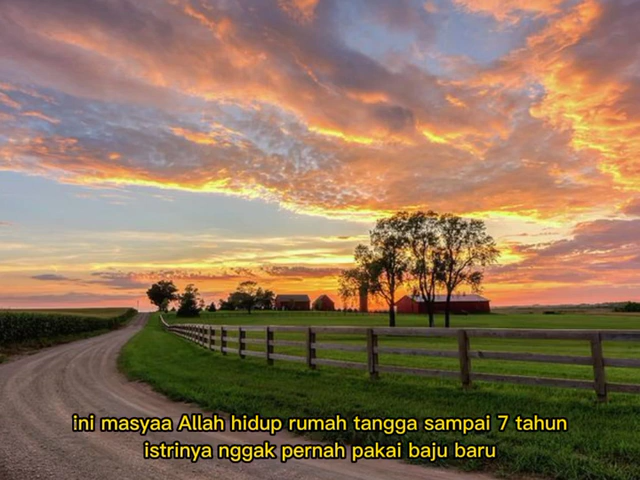 ini masyaa Allah hidup rumah tangga sampai 7 tahun
istrinya nggak pernah pakai baju baru